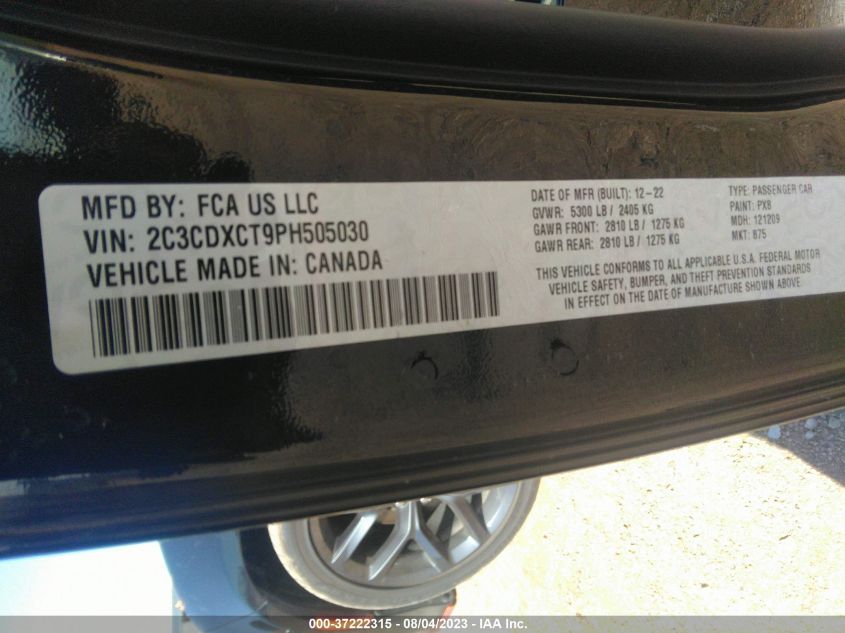 MFD BY: FCA US LLC
VIN: 2C3CDXCT9PH505030
VEHICLE MADE IN: CANADA
DATE OF MFR (BUILT): 12-22
GVWR: 5300 LB / 2405 KG
GAWR FRONT: 2810 LB / 1275 KG
GAWR REAR: 2810 LB / 1275 KG
TYPE: PASSENGER CAR
PAINT: PX8
MDH: 121209
MKT: 875
THIS VEHICLE CONFORMS TO ALL APPLICABLE U.S.A. FEDERAL MOTOR
VEHICLE SAFETY, BUMPER, AND THEFT PREVENTION STANDARDS
IN EFFECT ON THE DATE OF MANUFACTURE SHOWN ABOVE.
000-37222315 - 08/04/2023 - IAA Inc.